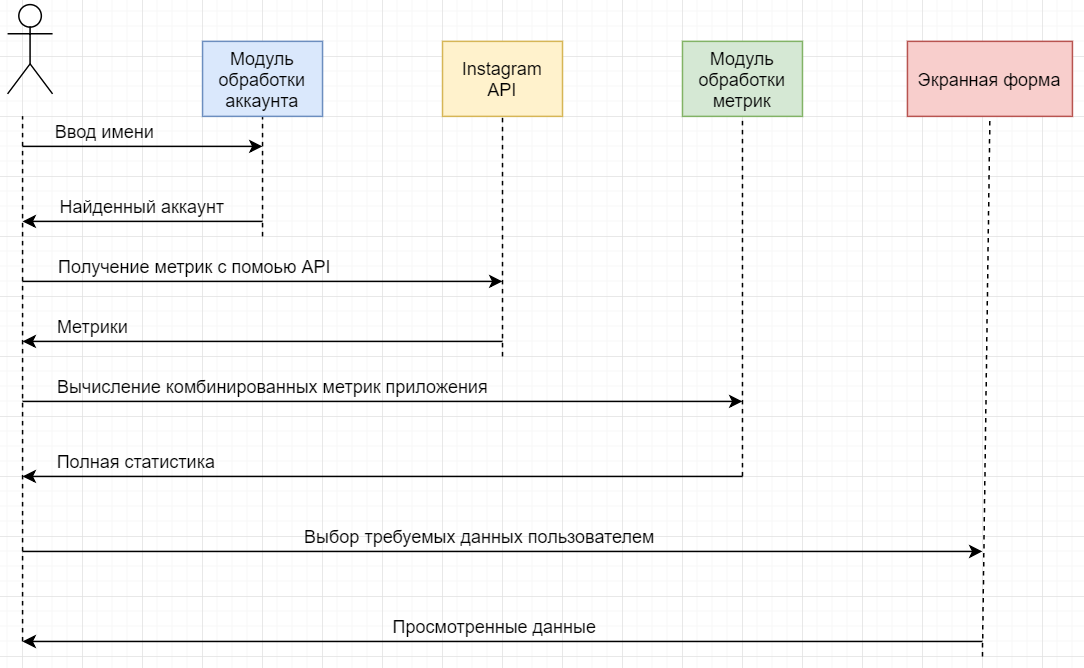 Модуль
обработки
аккаунта
Instagram
API
Модуль
обработки
метрик
Экранная форма
Ввод имени
Найденный аккаунт
Получение метрик с помоью API
Метрики
Вычисление комбинированных метрик приложения
Полная статистика
Выбор требуемых данных пользователем
Просмотренные данные